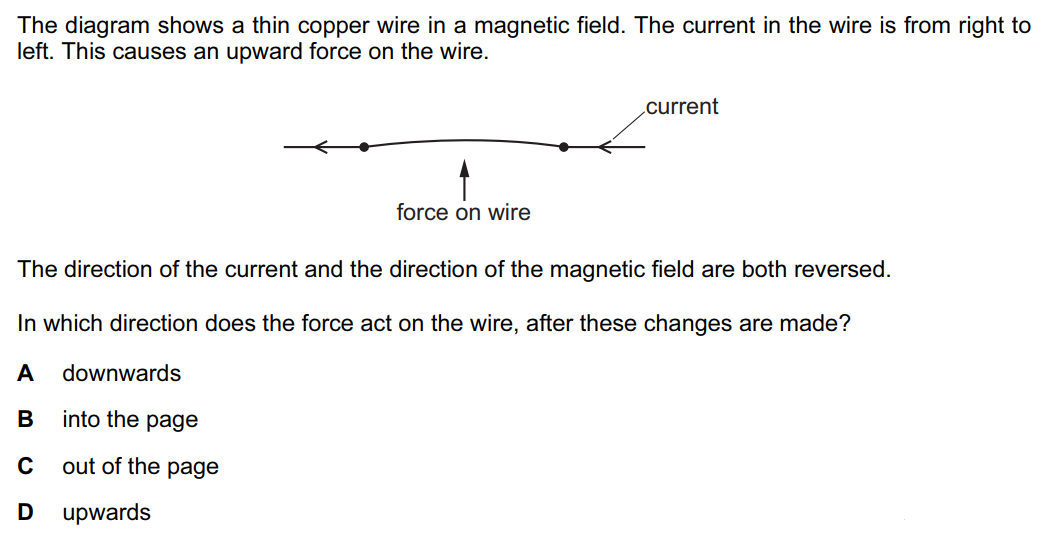 The diagram shows a thin copper wire in a magnetic field. The current in the wire is from right to
left. This causes an upward force on the wire.
current
force on wire
The direction of the current and the direction of the magnetic field are both reversed.
In which direction does the force act on the wire, after these changes are made?
A downwards
B into the page
C out of the page
D upwards